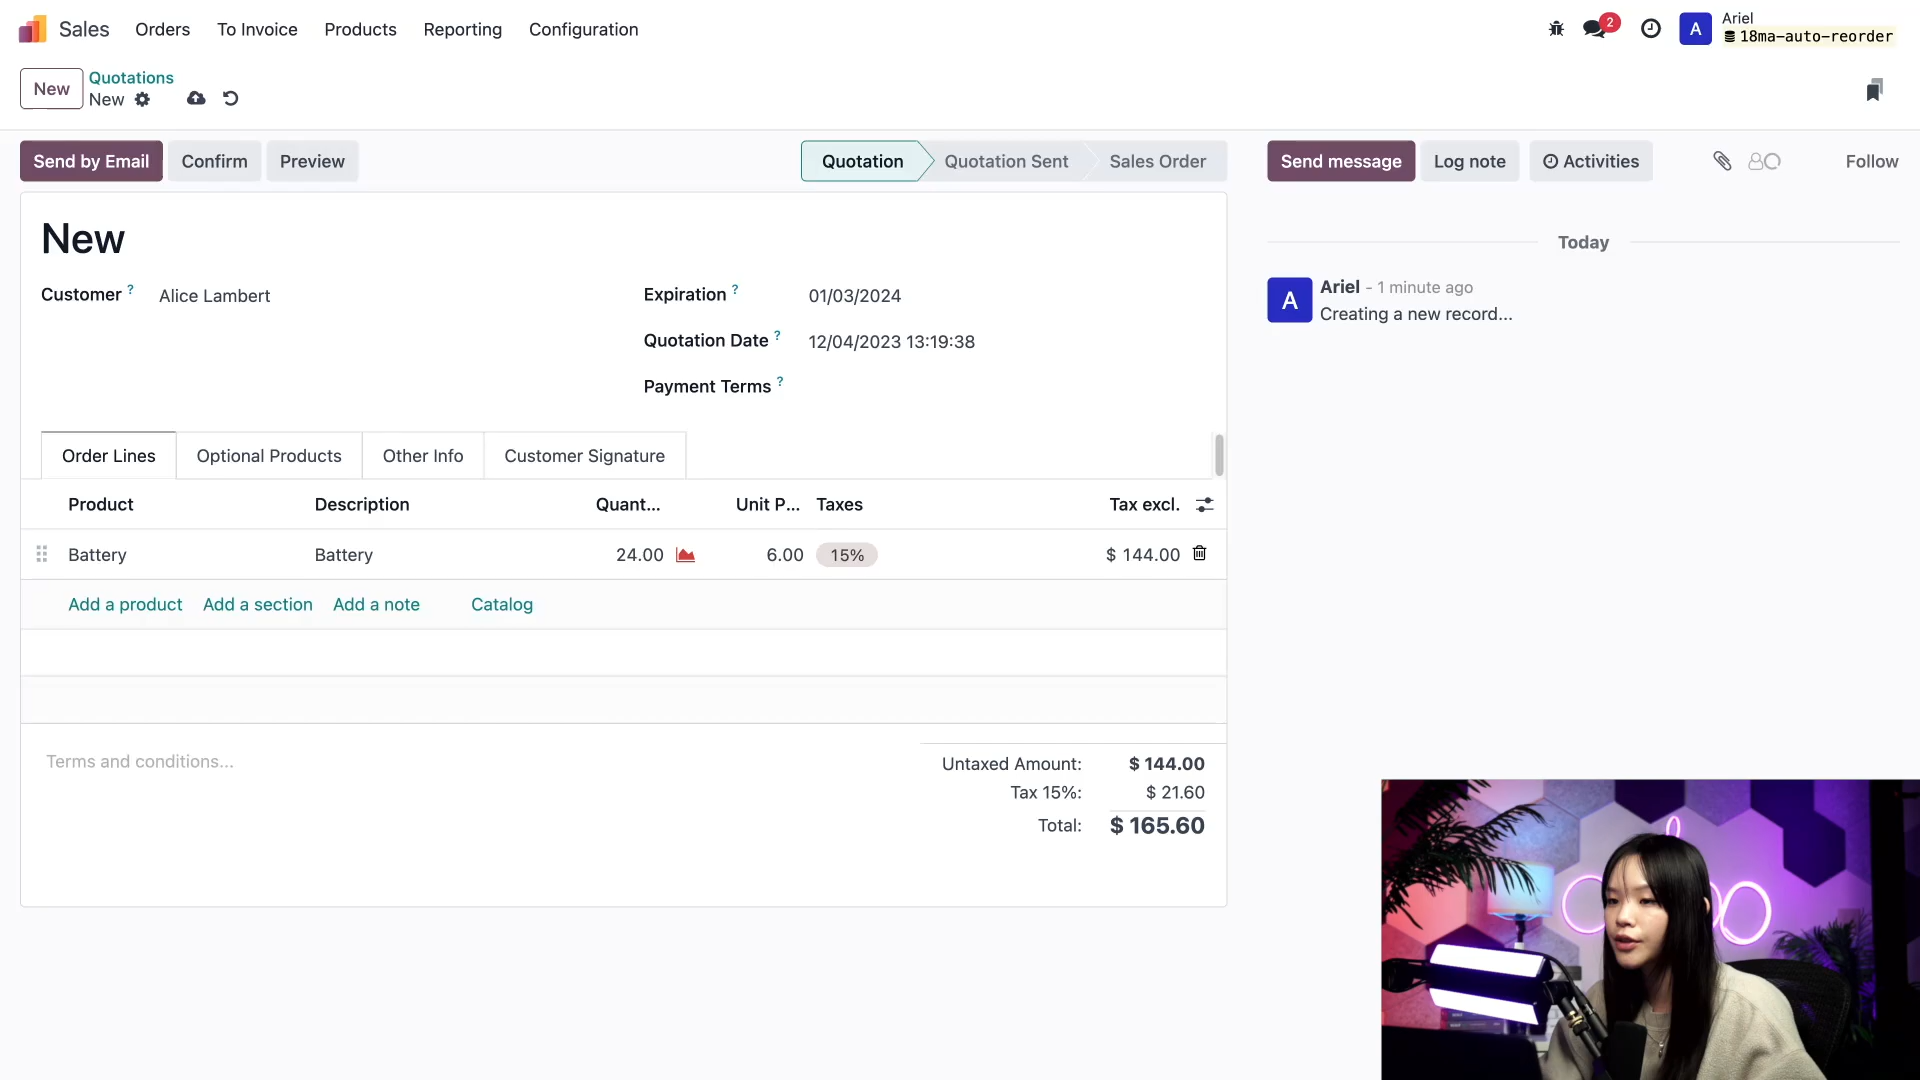 Sales Orders To Invoice Products Reporting Configuration 2 A Ariel
18ma-auto-reorder
New Quotations
New
Send by Email Confirm Preview Quotation Quotation Sent Sales Order Send message Log note Activities Follow
New
Customer ? Alice Lambert
Expiration ? 01/03/2024
Quotation Date ? 12/04/2023 13:19:38
Payment Terms ?
Order Lines Optional Products Other Info Customer Signature
Product Description Quant... Unit P... Taxes Tax excl.
Battery Battery 24.00 6.00 15% $ 144.00
Add a product Add a section Add a note Catalog
Terms and conditions...
Untaxed Amount: $ 144.00
Tax 15%: $ 21.60
Total: $ 165.60
Today
A Ariel - 1 minute ago
Creating a new record...